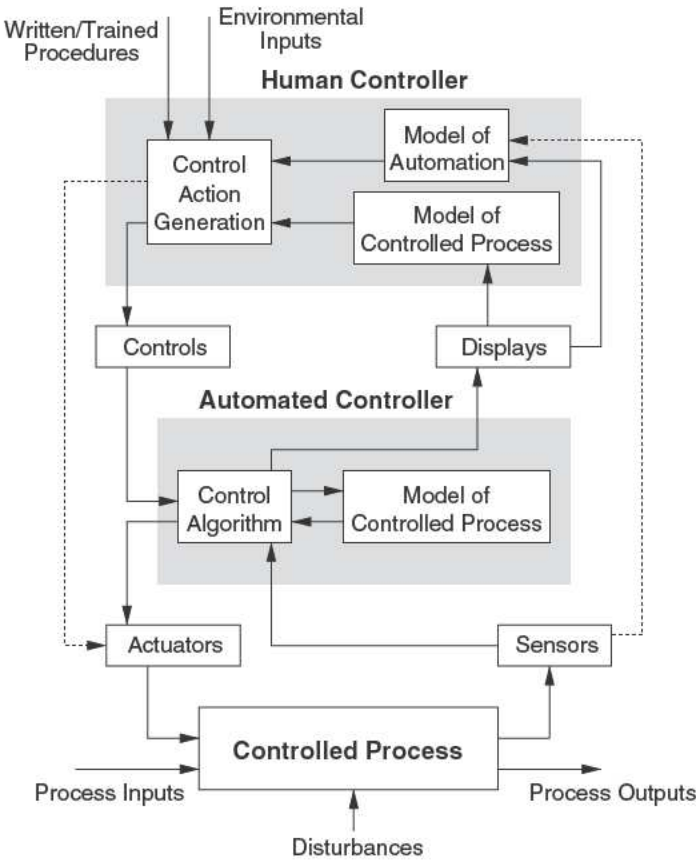 Written/Trained
Procedures
Environmental
Inputs
Human Controller
Control
Action
Generation
Model of
Automation
Model of
Controlled Process
Controls
Displays
Automated Controller
Control
Algorithm
Model of
Controlled Process
Actuators
Sensors
Controlled Process
Process Inputs
Process Outputs
Disturbances